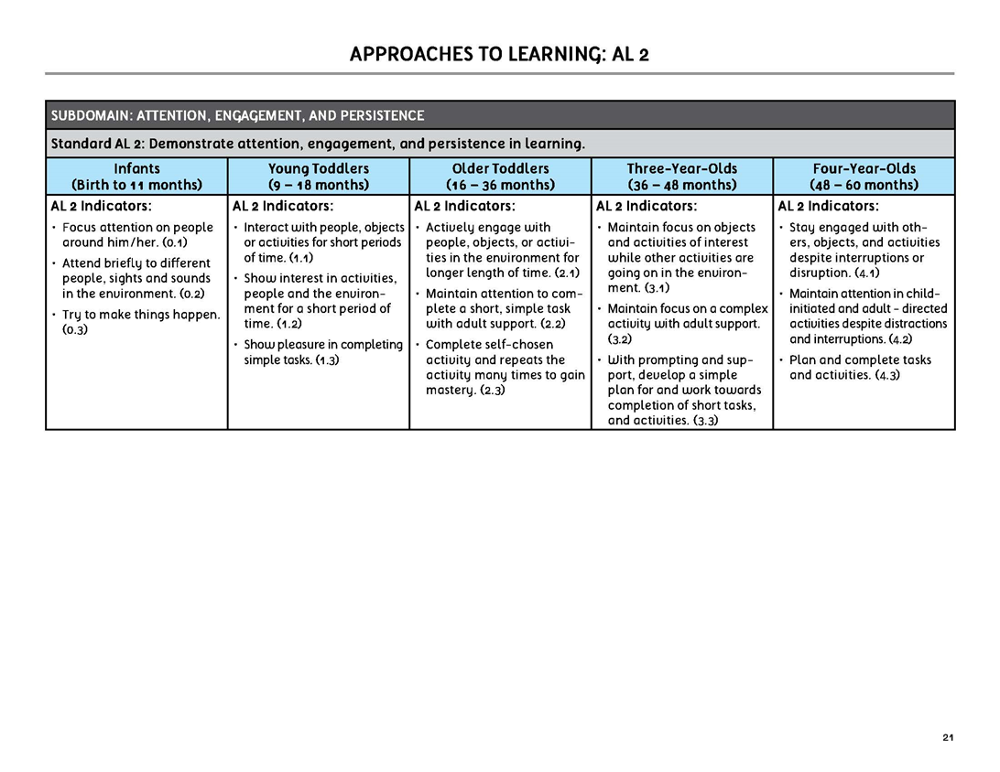 APPROACHES TO LEARNING: AL 2
SUBDOMAIN: ATTENTION, ENGAGEMENT, AND PERSISTENCE
Standard AL 2: Demonstrate attention, engagement, and persistence in learning.
Infants
(Birth to 11 months)
AL 2 Indicators:
• Focus attention on people
around him/her. (0.1)
• Attend briefly to different
people, sights and sounds
in the environment. (0.2)
• Try to make things happen.
(0.3)
Young Toddlers
(9 – 18 months)
AL 2 Indicators:
• Interact with people, objects
or activities for short periods
of time. (1.1)
• Show interest in activities,
people and the environ-
ment for a short period of
time. (1.2)
• Show pleasure in completing
simple tasks. (1.3)
Older Toddlers
(16 – 36 months)
AL 2 Indicators:
• Actively engage with
people, objects, or activi-
ties in the environment for
longer length of time. (2.1)
• Maintain attention to com-
plete a short, simple task
with adult support. (2.2)
• Complete self-chosen
activity and repeats the
activity many times to gain
mastery. (2.3)
Three-Year-Olds
(36 – 48 months)
AL 2 Indicators:
• Maintain focus on objects
and activities of interest
while other activities are
going on in the environ-
ment. (3.1)
• Maintain focus on a complex
activity with adult support.
(3.2)
• With prompting and sup-
port, develop a simple
plan for and work towards
completion of short tasks,
and activities. (3.3)
Four-Year-Olds
(48 – 60 months)
AL 2 Indicators:
• Stay engaged with oth-
ers, objects, and activities
despite interruptions or
disruption. (4.1)
• Maintain attention in child-
initiated and adult - directed
activities despite distractions
and interruptions. (4.2)
• Plan and complete tasks
and activities. (4.3)
21